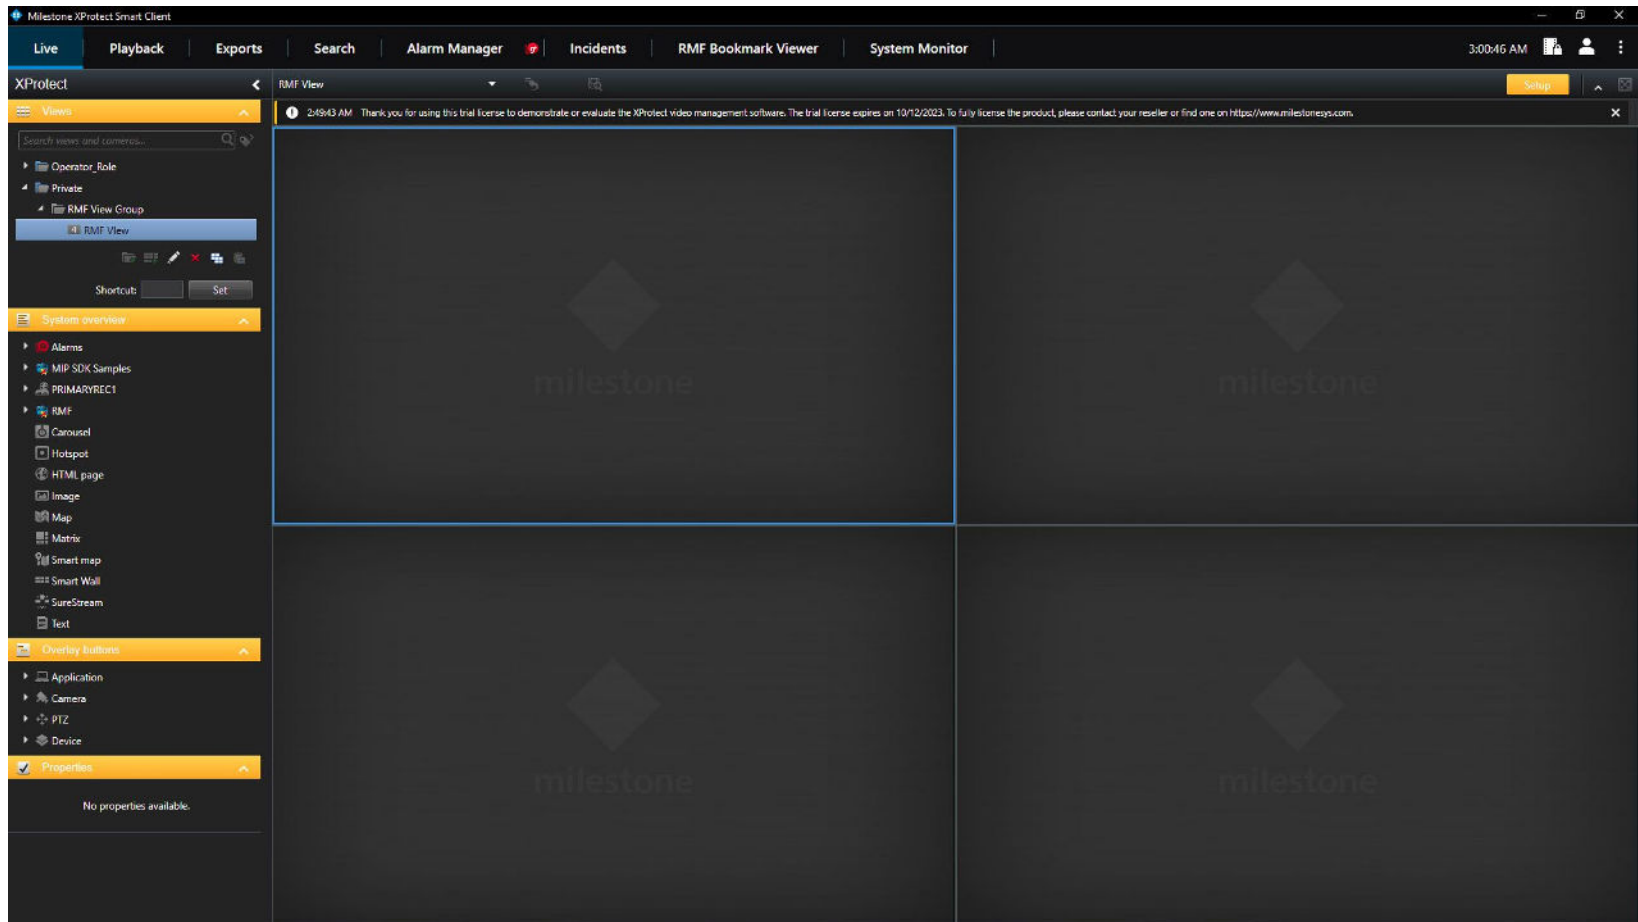 Milestone XProtect Smart Client
Live Playback Exports Search Alarm Manager Incidents RMF Bookmark Viewer System Monitor 3:00:46 AM
XProtect RMF View Setup
Views
2:49:43 AM Thank you for using this trial license to demonstrate or evaluate the XProtect video management software. The trial license expires on 10/12/2023. To fully license the product, please contact your reseller or find one on https://www.milestonesys.com.
Search views and cameras...
Operator_Role
Private
RMF View Group
RMF View
Shortcut: Set
System overview
Alarms
MIP SDK Samples
PRIMARYREC1
RMF
Carousel
Hotspot
HTML page
Image
Map
Matrix
Smart map
Smart Wall
SureStream
Text
Overlay buttons
Application
Camera
PTZ
Device
Properties
No properties available.
milestone
milestone
milestone
milestone